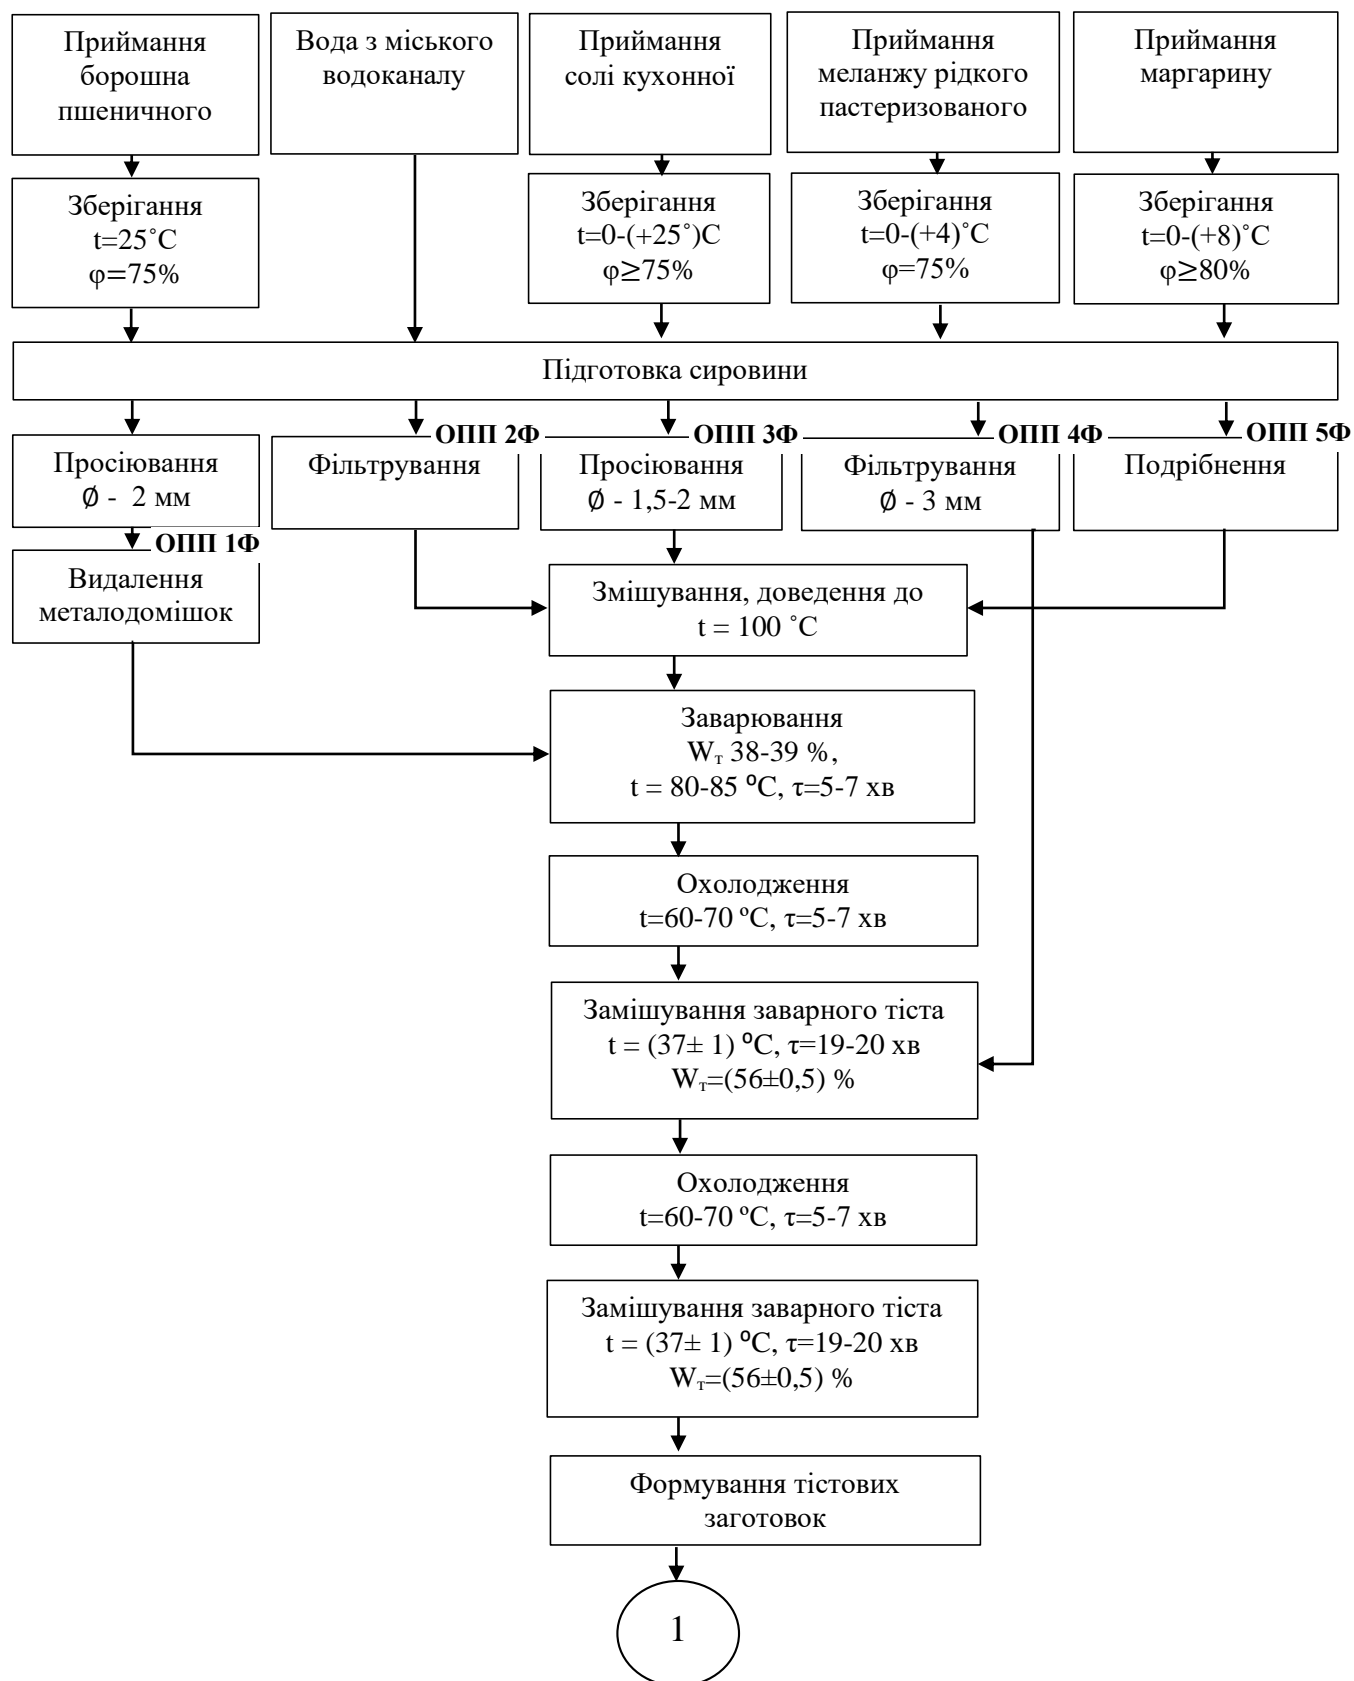 Приймання
борошна
пшеничного
Вода з міського
водоканалу
Приймання
солі кухонної
Приймання
меланжу рідкого
пастеризованого
Приймання
маргарину
Зберігання
t=25˚С
φ=75%
Зберігання
t=0-(+25˚)С
φ≥75%
Зберігання
t=0-(+4)˚С
φ=75%
Зберігання
t=0-(+8)˚С
φ≥80%
Підготовка сировини
Просіювання
Ø - 2 мм
ОПП 1Ф
Фільтрування
ОПП 2Ф
Просіювання
Ø - 1,5-2 мм
ОПП 3Ф
Фільтрування
Ø - 3 мм
ОПП 4Ф
Подрібнення
ОПП 5Ф
Видалення
металодомішок
Змішування, доведення до
t = 100 ˚С
Заварювання
Wт 38-39 %,
t = 80-85 ⁰С, τ=5-7 хв
Охолодження
t=60-70 ºС, τ=5-7 хв
Замішування заварного тіста
t = (37± 1) ⁰С, τ=19-20 хв
Wт=(56±0,5) %
Охолодження
t=60-70 ºС, τ=5-7 хв
Замішування заварного тіста
t = (37± 1) ⁰С, τ=19-20 хв
Wт=(56±0,5) %
Формування тістових
заготовок
1